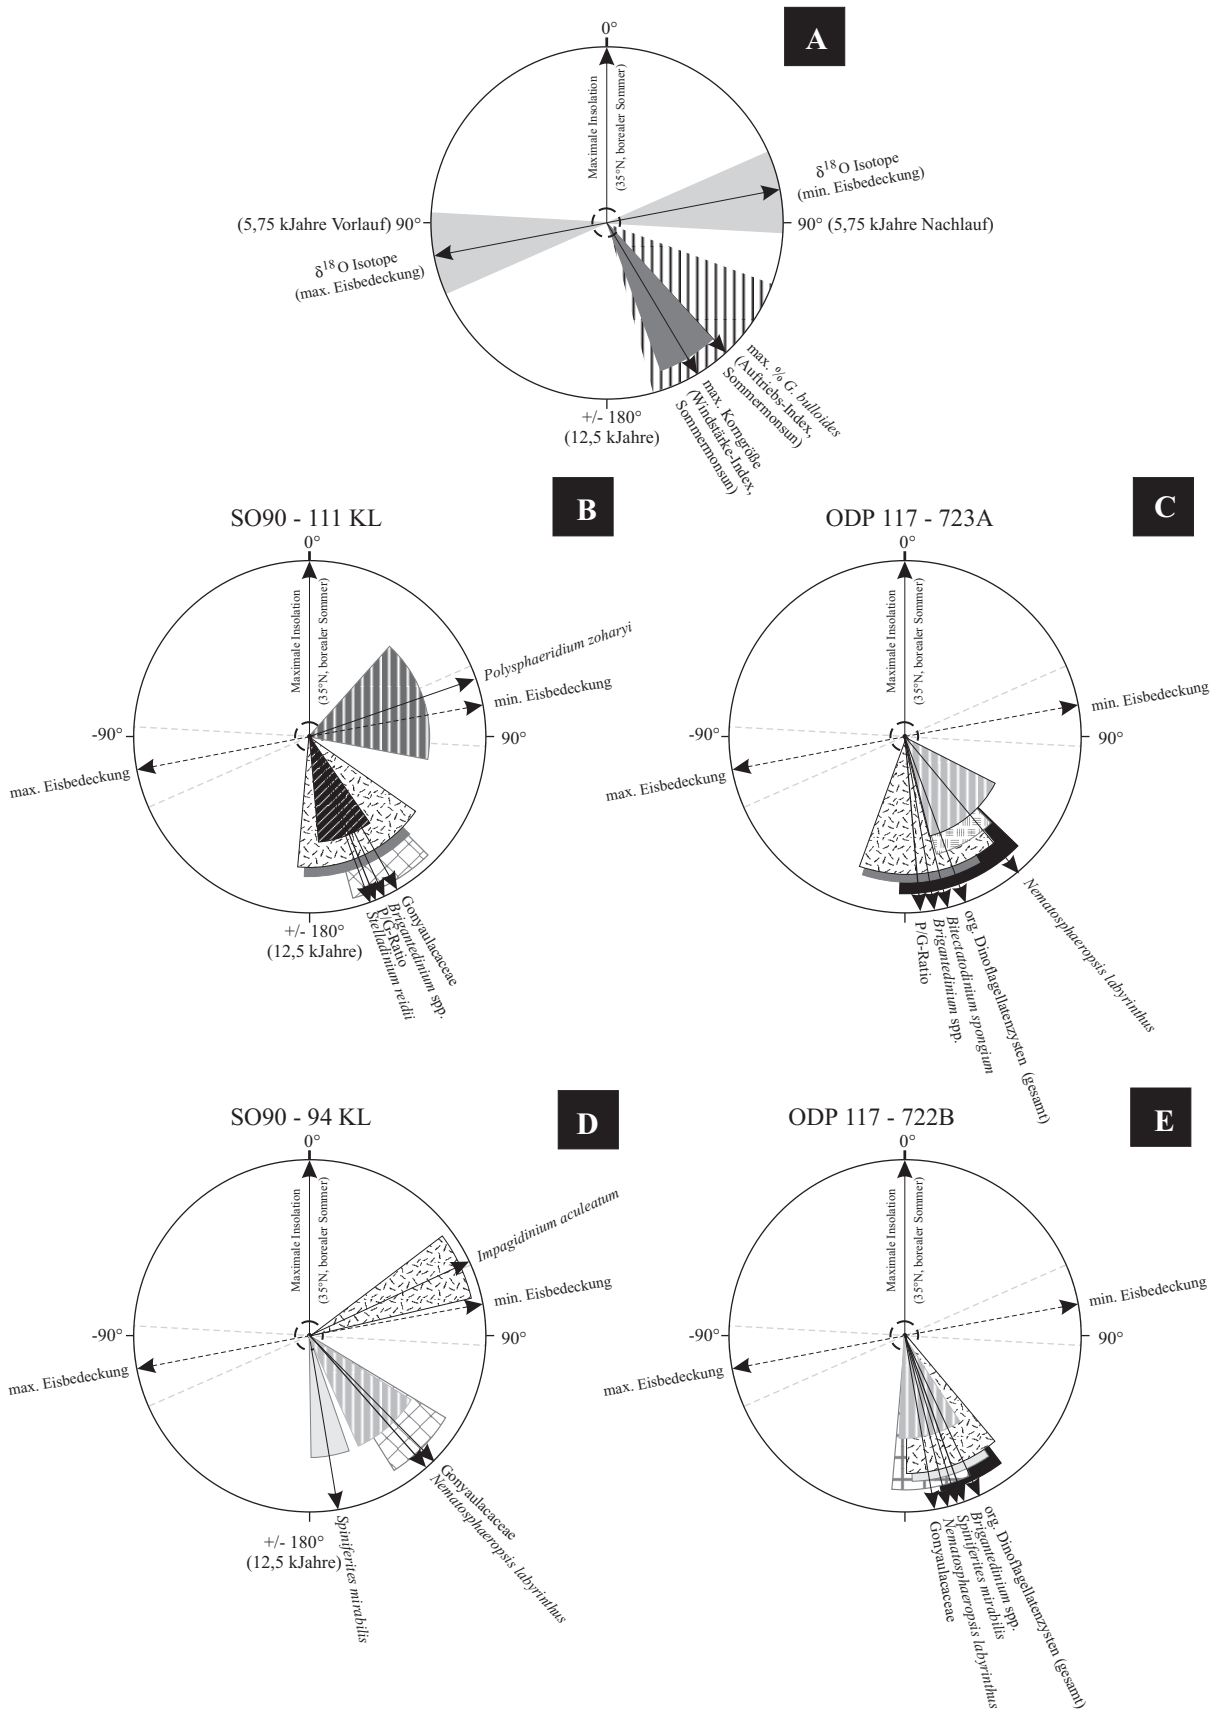 A
0°
Maximale Insolation
(35°N, borealer Sommer)
δ18O Isotope
(min. Eisbedeckung)
(5,75 kJahre Vorlauf) 90°
90° (5,75 kJahre Nachlauf)
δ18O Isotope
(max. Eisbedeckung)
max. % G. bulloides
(Auftriebs-Index,
Sommermonsun)
max. Korngröße
(Windstärke-Index,
Sommermonsun)
+/- 180°
(12,5 kJahre)
B
SO90 - 111 KL
0°
Maximale Insolation
(35°N, borealer Sommer)
Polysphaeridium zoharyi
min. Eisbedeckung
-90°
90°
max. Eisbedeckung
+/- 180°
(12,5 kJahre)
Gonyaulacaceae
Brigantedinium spp.
P/G-Ratio
Stelladinium reidii
C
ODP 117 - 723A
0°
Maximale Insolation
(35°N, borealer Sommer)
min. Eisbedeckung
-90°
90°
max. Eisbedeckung
Nematosphaeropsis labyrinthus
org. Dinoflagellatenzysten (gesamt)
Bitectatodinium spongium
Brigantedinium spp.
P/G-Ratio
D
SO90 - 94 KL
0°
Maximale Insolation
(35°N, borealer Sommer)
Impagidinium aculeatum
min. Eisbedeckung
-90°
90°
max. Eisbedeckung
Gonyaulacaceae
Nematosphaeropsis labyrinthus
+/- 180°
(12,5 kJahre)
Spiniferites mirabilis
E
ODP 117 - 722B
0°
Maximale Insolation
(35°N, borealer Sommer)
min. Eisbedeckung
-90°
90°
max. Eisbedeckung
org. Dinoflagellatenzysten (gesamt)
Brigantedinium spp.
Spiniferites mirabilis
Nematosphaeropsis labyrinthus
Gonyaulacaceae